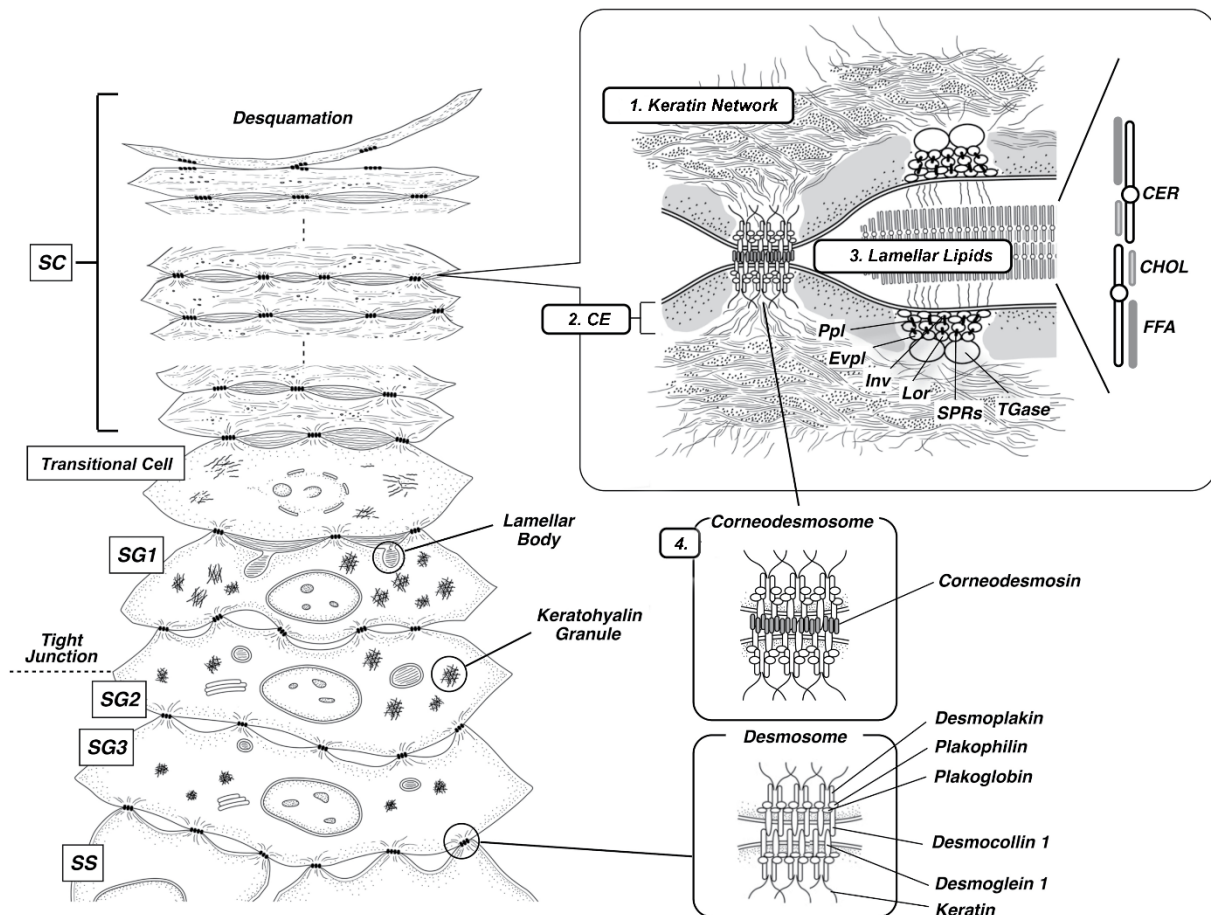 Desquamation
SC
Transitional Cell
SG1
Tight
Junction
SG2
SG3
SS
Lamellar
Body
Keratohyalin
Granule
1. Keratin Network
2. CE
3. Lamellar Lipids
Ppl
Evpl
Inv
Lor
SPRs
TGase
CER
CHOL
FFA
4.
Corneodesmosome
Corneodesmosin
Desmosome
Desmoplakin
Plakophilin
Plakoglobin
Desmocollin 1
Desmoglein 1
Keratin